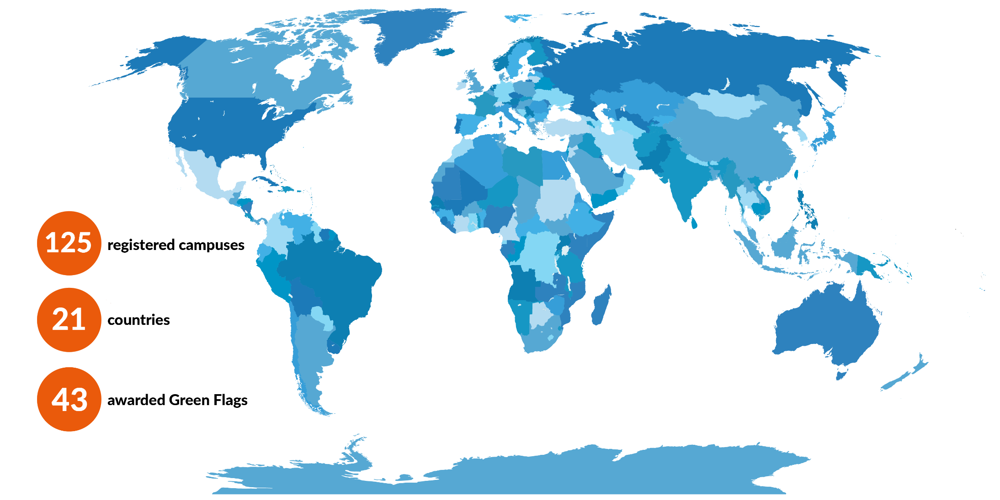 125 registered campuses
21 countries
43 awarded Green Flags